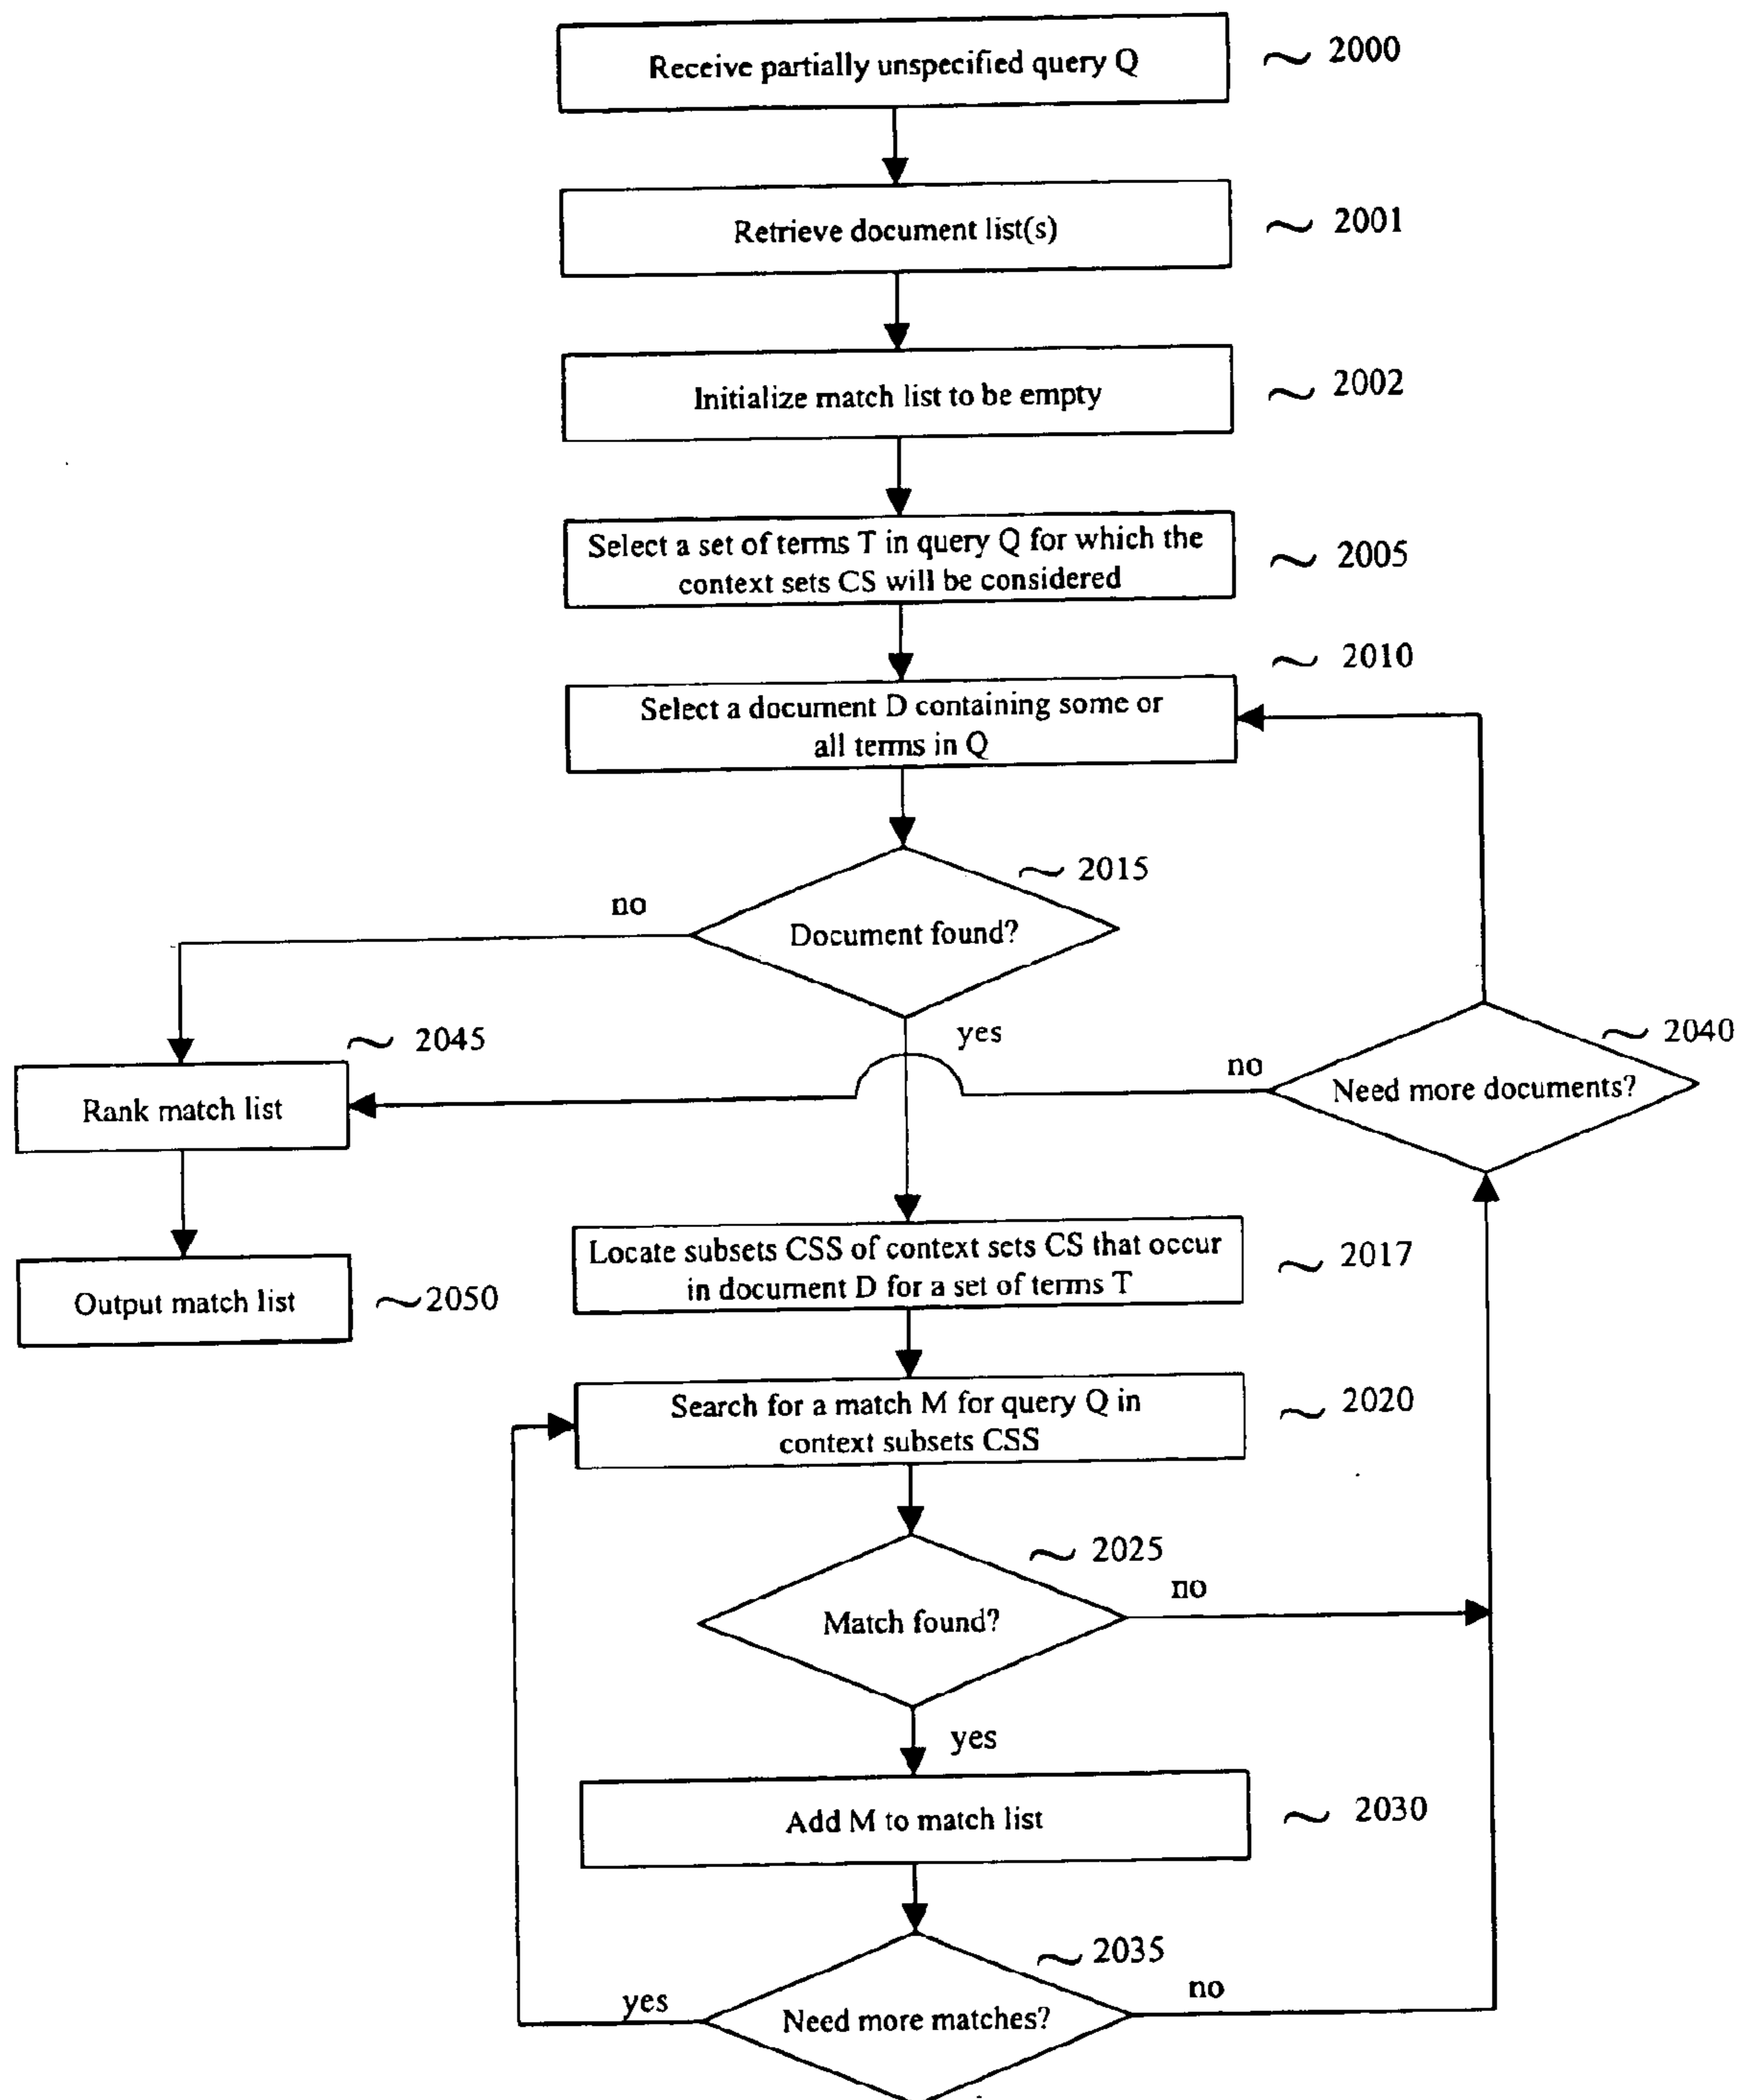 Receive partially unspecified query Q
~ 2000
Retrieve document list(s)
~ 2001
Initialize match list to be empty
~ 2002
Select a set of terms T in query Q for which the
context sets CS will be considered
~ 2005
~ 2010
Select a document D containing some or
all terms in Q
~ 2015
no
Document found?
yes
~ 2045
~ 2040
no
Need more documents?
Rank match list
Locate subsets CSS of context sets CS that occur
in document D for a set of terms T
~ 2017
Output match list
~2050
Search for a match M for query Q in
context subsets CSS
~ 2020
~ 2025
no
Match found?
yes
Add M to match list
~ 2030
~ 2035
yes
no
Need more matches?